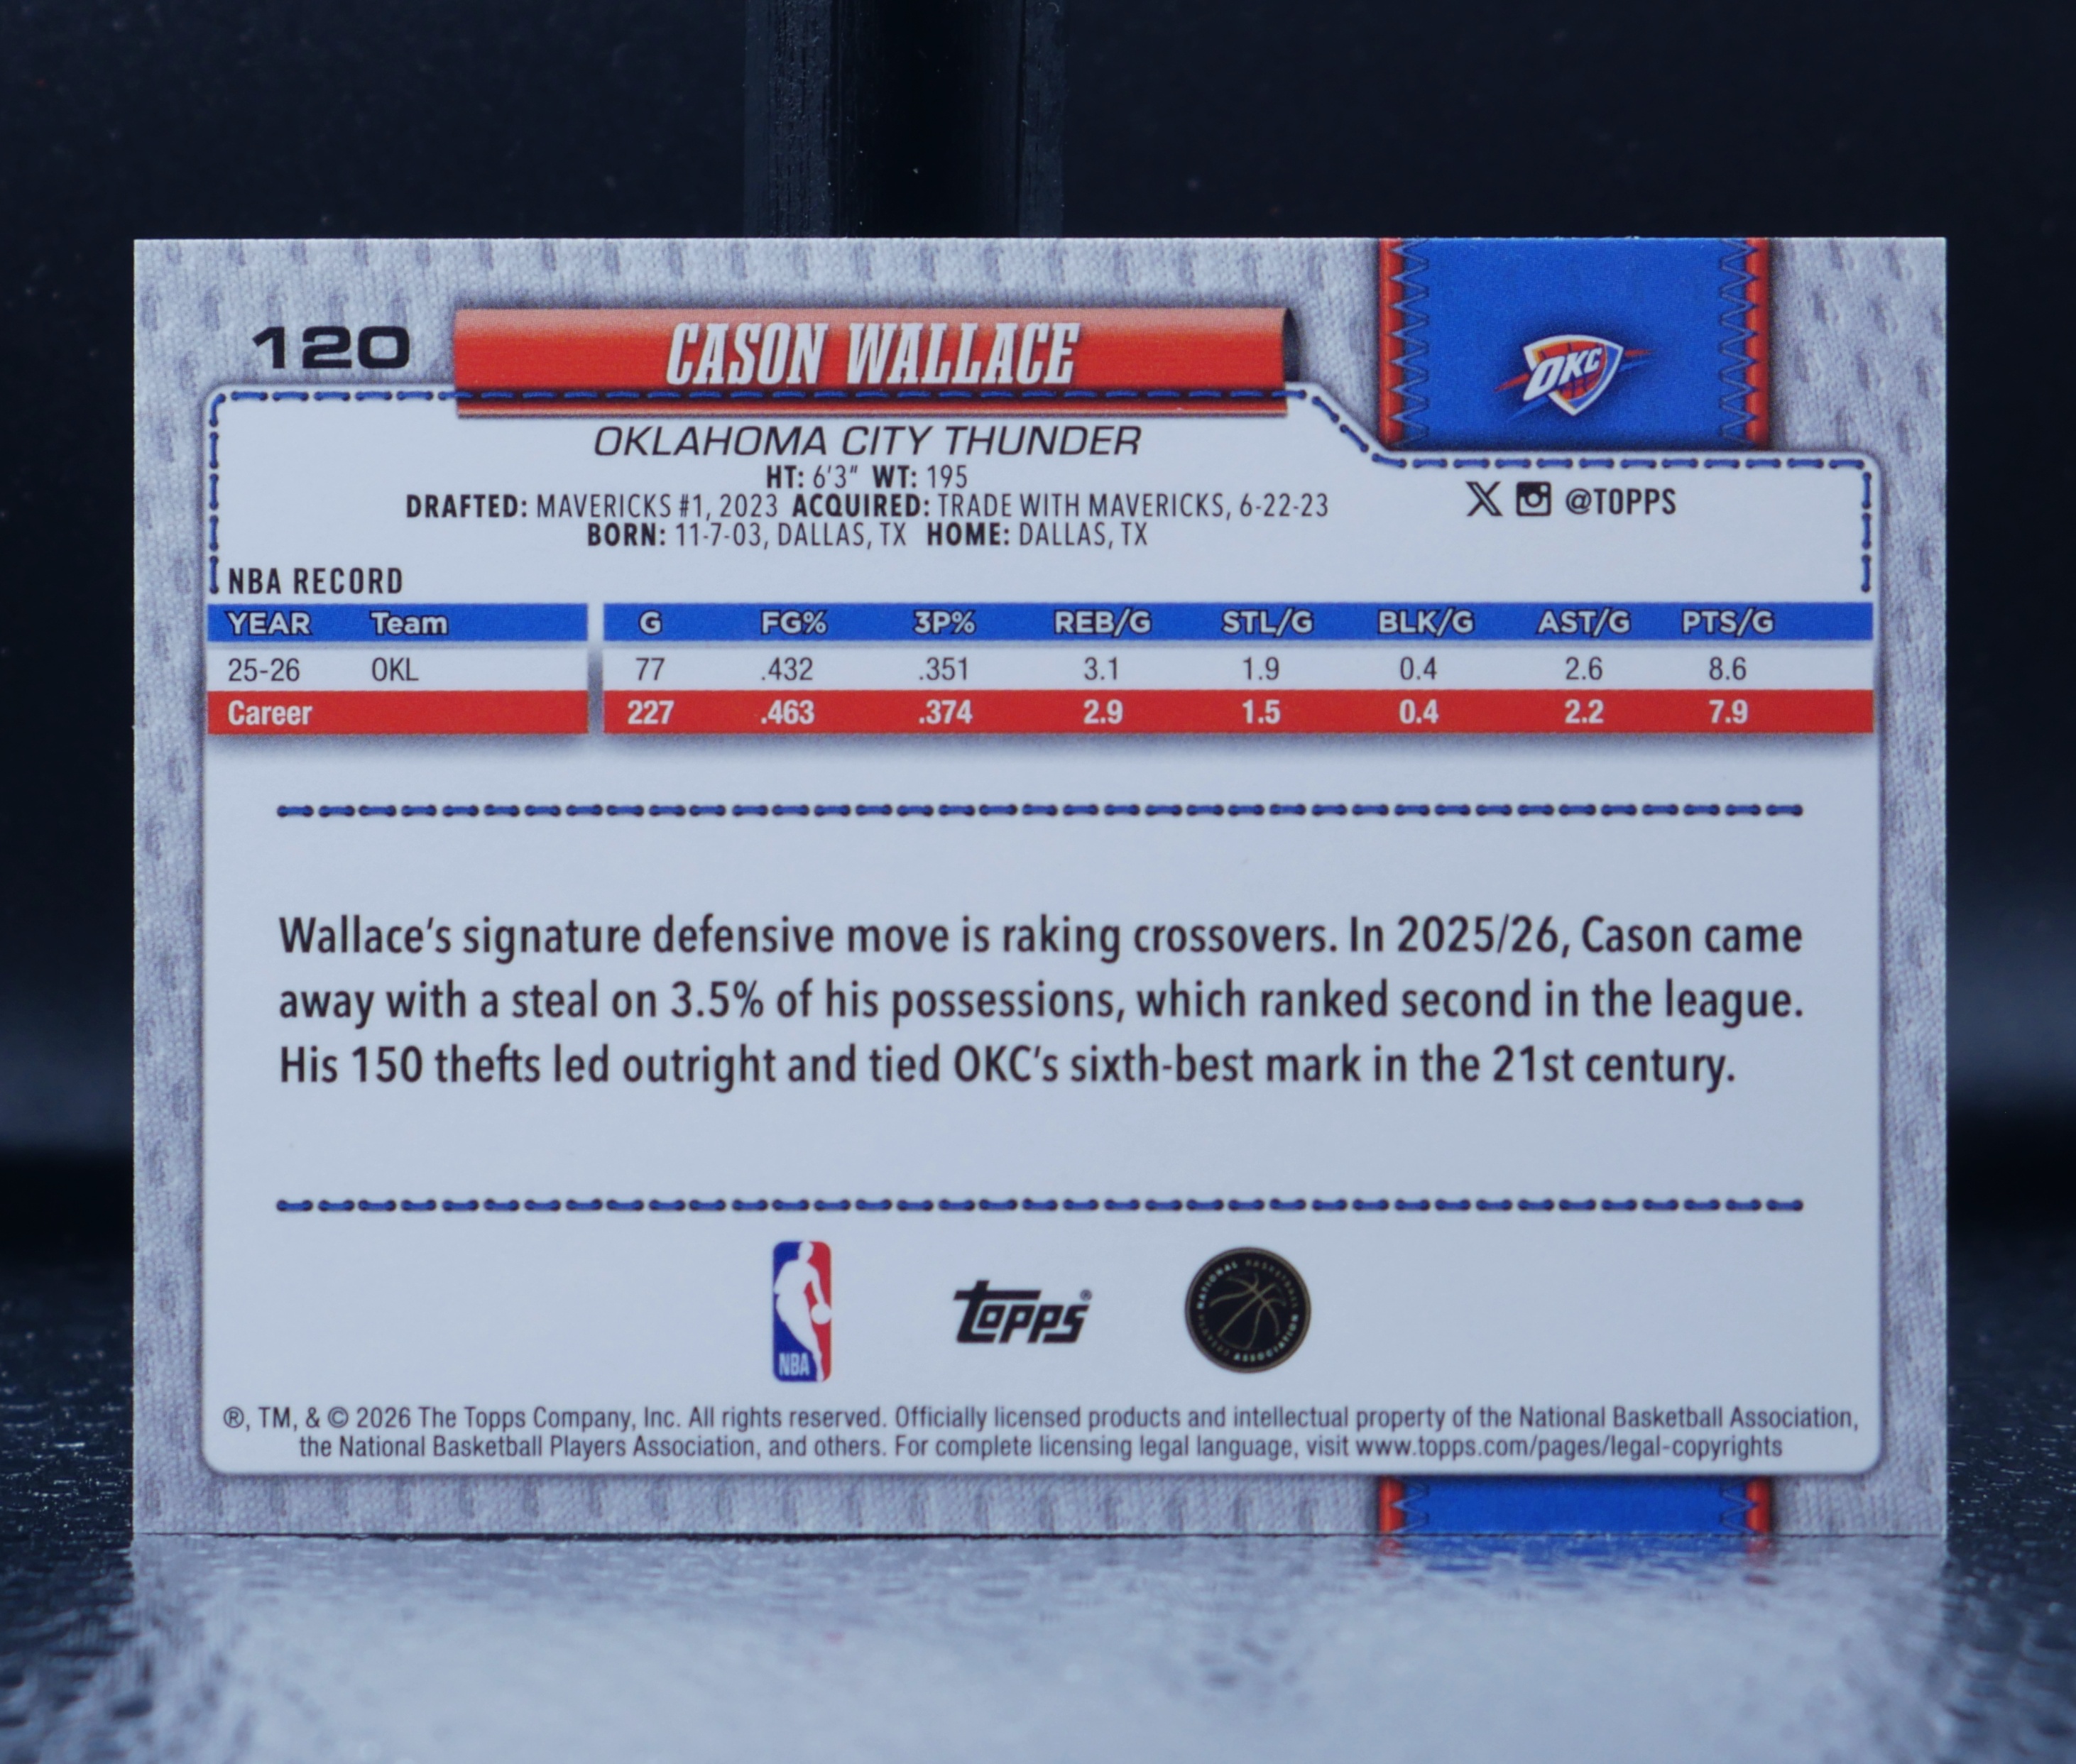 120
CASON WALLACE
OKC
OKLAHOMA CITY THUNDER
HT: 6'3" WT: 195
DRAFTED: MAVERICKS #1, 2023 ACQUIRED: TRADE WITH MAVERICKS, 6-22-23
BORN: 11-7-03, DALLAS, TX HOME: DALLAS, TX
@TOPPS
NBA RECORD
YEAR Team G FG% 3P% REB/G STL/G BLK/G AST/G PTS/G
25-26 OKL 77 .432 .351 3.1 1.9 0.4 2.6 8.6
Career 227 .463 .374 2.9 1.5 0.4 2.2 7.9
Wallace's signature defensive move is raking crossovers. In 2025/26, Cason came
away with a steal on 3.5% of his possessions, which ranked second in the league.
His 150 thefts led outright and tied OKC's sixth-best mark in the 21st century.
NBA
Topps®
NATIONAL BASKETBALL PLAYERS ASSOCIATION
®, TM, & © 2026 The Topps Company, Inc. All rights reserved. Officially licensed products and intellectual property of the National Basketball Association,
the National Basketball Players Association, and others. For complete licensing legal language, visit www.topps.com/pages/legal-copyrights